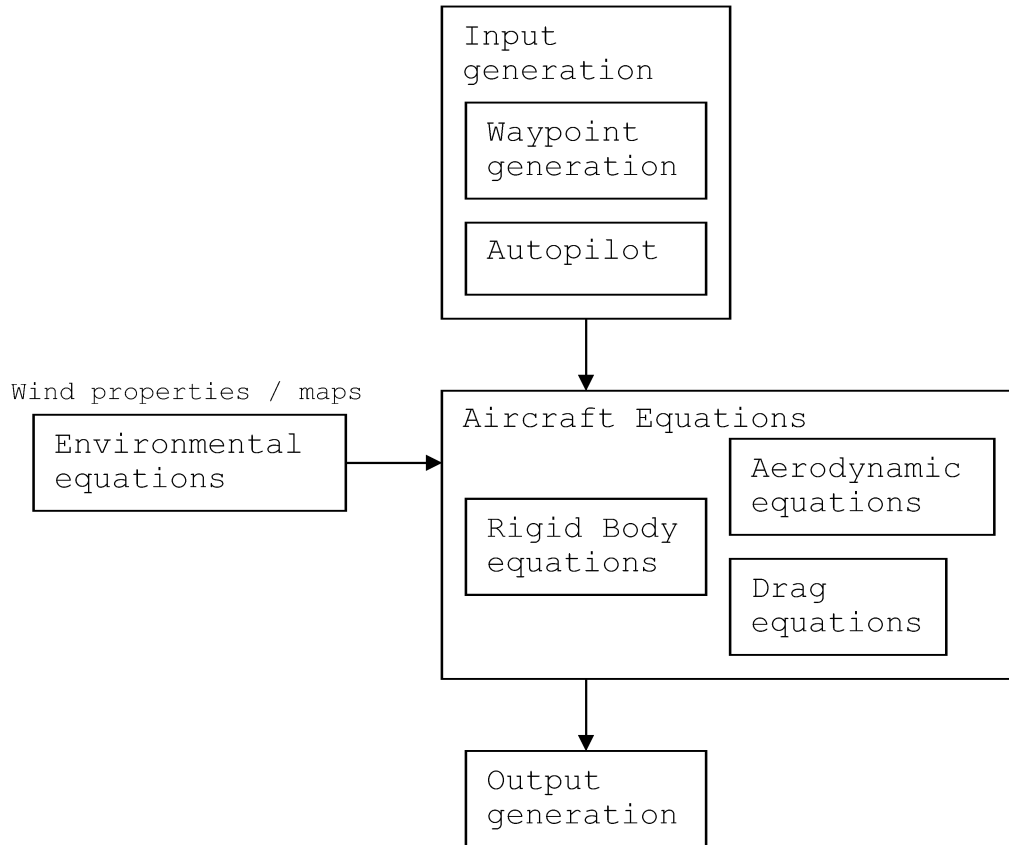 Input
generation
Waypoint
generation
Autopilot
Wind properties / maps
Environmental
equations
Aircraft Equations
Aerodynamic
equations
Rigid Body
equations
Drag
equations
Output
generation